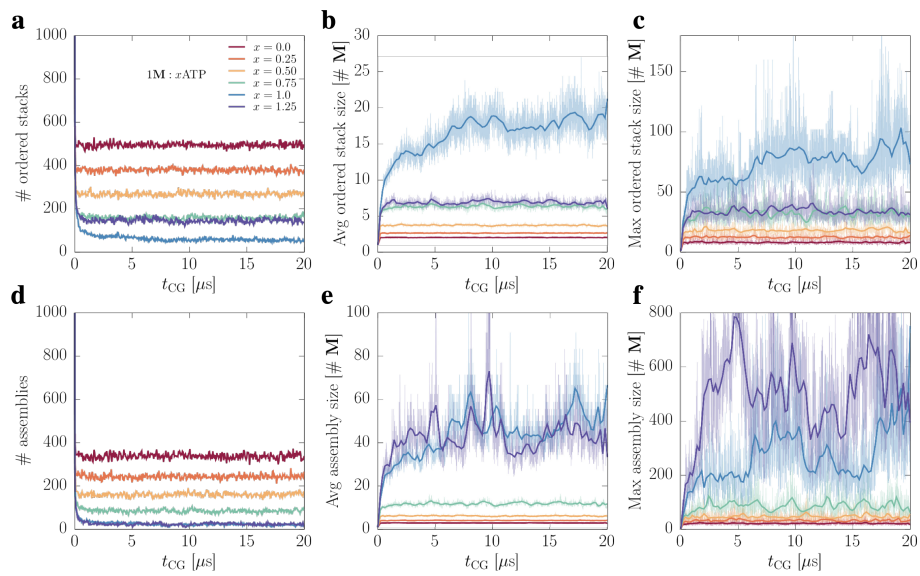 a
1000
800
600
400
200
0
# ordered stacks
1M : xATP
x = 0.0
x = 0.25
x = 0.50
x = 0.75
x = 1.0
x = 1.25
0 5 10 15 20
tCG [μs]
b
30
25
20
15
10
5
0
Avg ordered stack size [# M]
0 5 10 15 20
tCG [μs]
c
150
100
50
0
Max ordered stack size [# M]
0 5 10 15 20
tCG [μs]
d
1000
800
600
400
200
0
# assemblies
0 5 10 15 20
tCG [μs]
e
100
80
60
40
20
0
Avg assembly size [# M]
0 5 10 15 20
tCG [μs]
f
800
600
400
200
0
Max assembly size [# M]
0 5 10 15 20
tCG [μs]